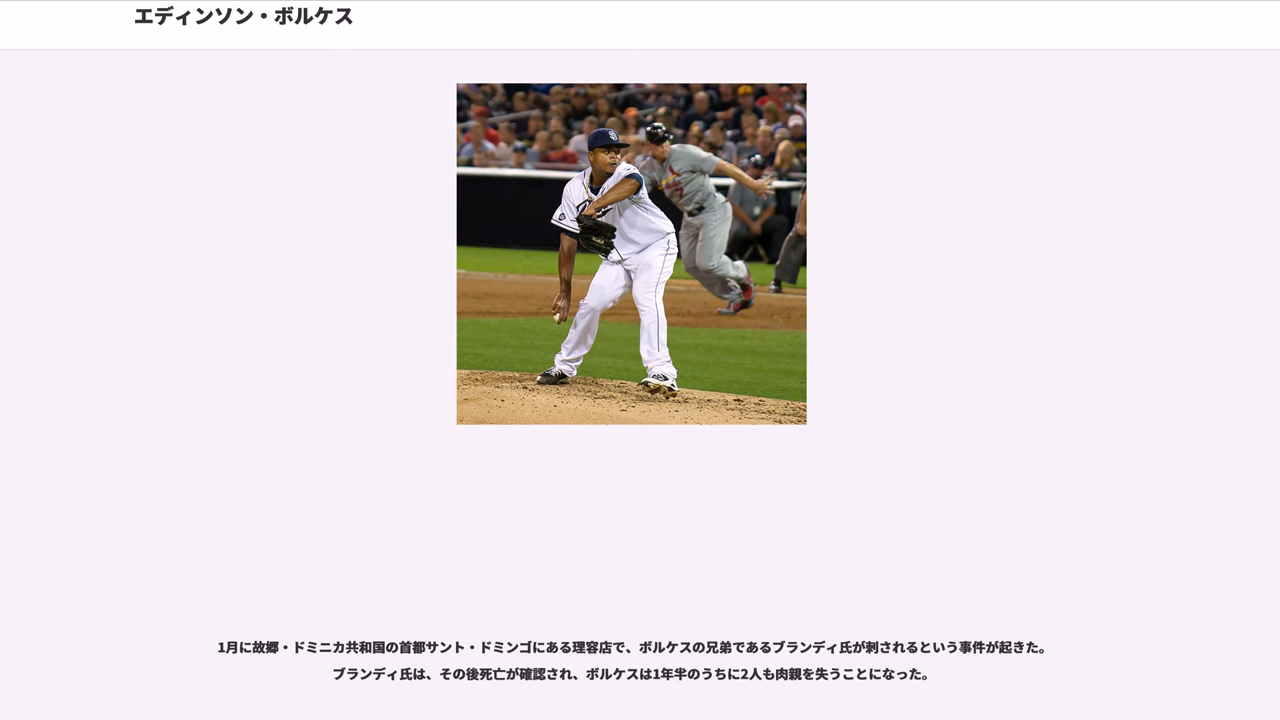 エディンソン・ボルケス
1月に故郷・ドミニカ共和国の首都サント・ドミンゴにある理容店で、ボルケスの兄弟であるブランディ氏が刺されるという事件が起きた。
ブランディ氏は、その後死亡が確認され、ボルケスは1年半のうちに2人も肉親を失うことになった。